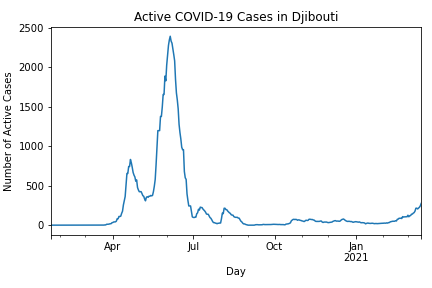 Active COVID-19 Cases in Djibouti
Number of Active Cases
2500
2000
1500
1000
500
0
Apr
Jul
Oct
Jan
2021
Day